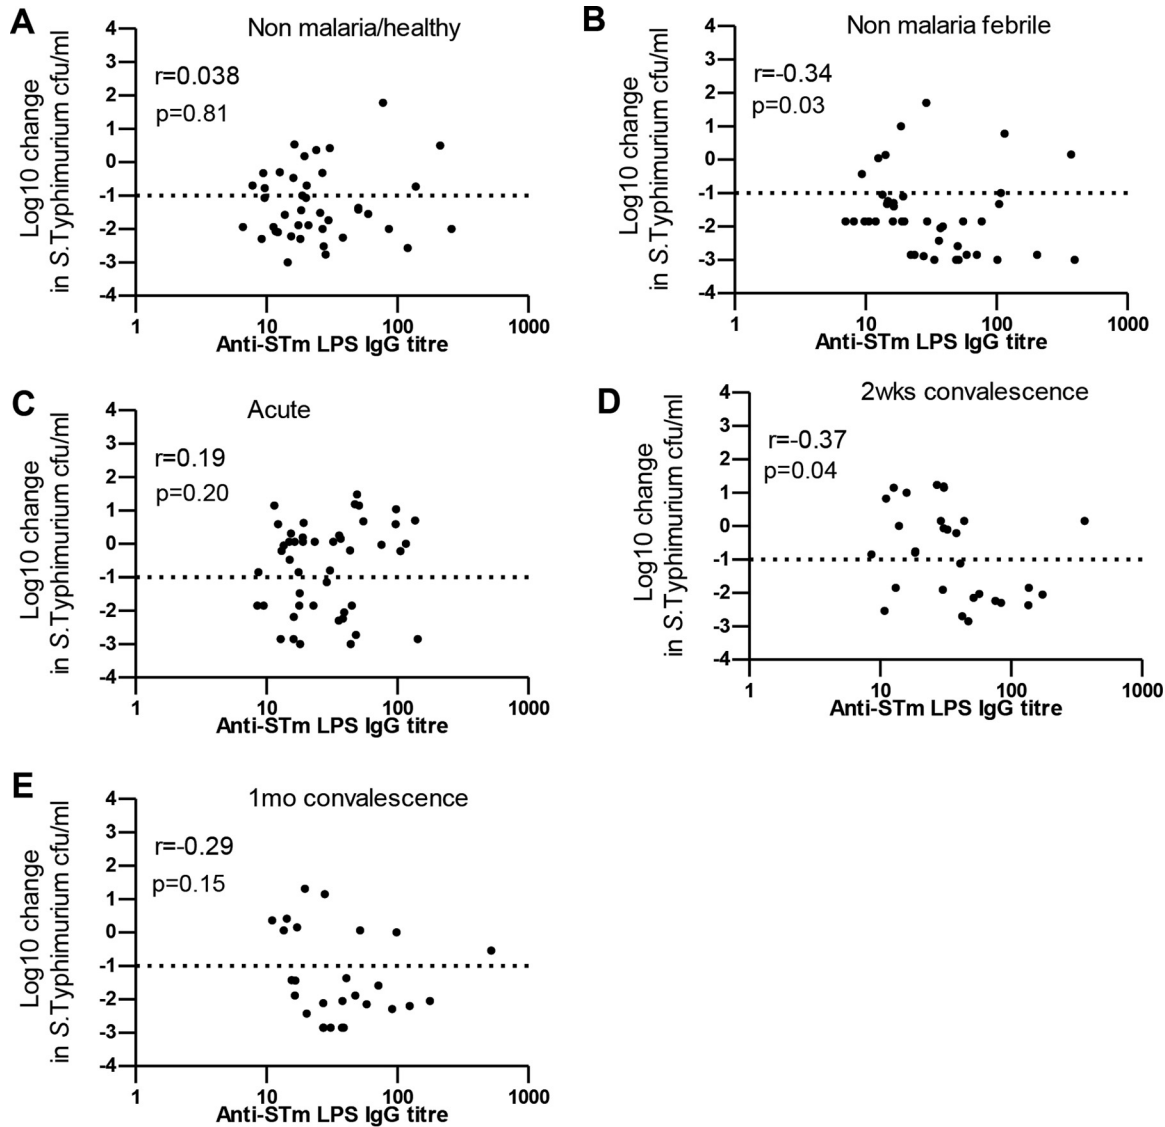 A
Non malaria/healthy
Log10 change
in S.Typhimurium cfu/ml
r=0.038
p=0.81
4
3
2
1
0
-1
-2
-3
-4
1
10
100
1000
Anti-STm LPS IgG titre
B
Non malaria febrile
Log10 change
in S.Typhimurium cfu/ml
r=-0.34
p=0.03
4
3
2
1
0
-1
-2
-3
-4
1
10
100
1000
Anti-STm LPS IgG titre
C
Acute
Log10 change
in S.Typhimurium cfu/ml
r=0.19
p=0.20
4
3
2
1
0
-1
-2
-3
-4
1
10
100
1000
Anti-STm LPS IgG titre
D
2wks convalescence
Log10 change
in S.Typhimurium cfu/ml
r=-0.37
p=0.04
4
3
2
1
0
-1
-2
-3
-4
1
10
100
1000
Anti-STm LPS IgG titre
E
1mo convalescence
Log10 change
in S.Typhimurium cfu/ml
r=-0.29
p=0.15
4
3
2
1
0
-1
-2
-3
-4
1
10
100
1000
Anti-STm LPS IgG titre